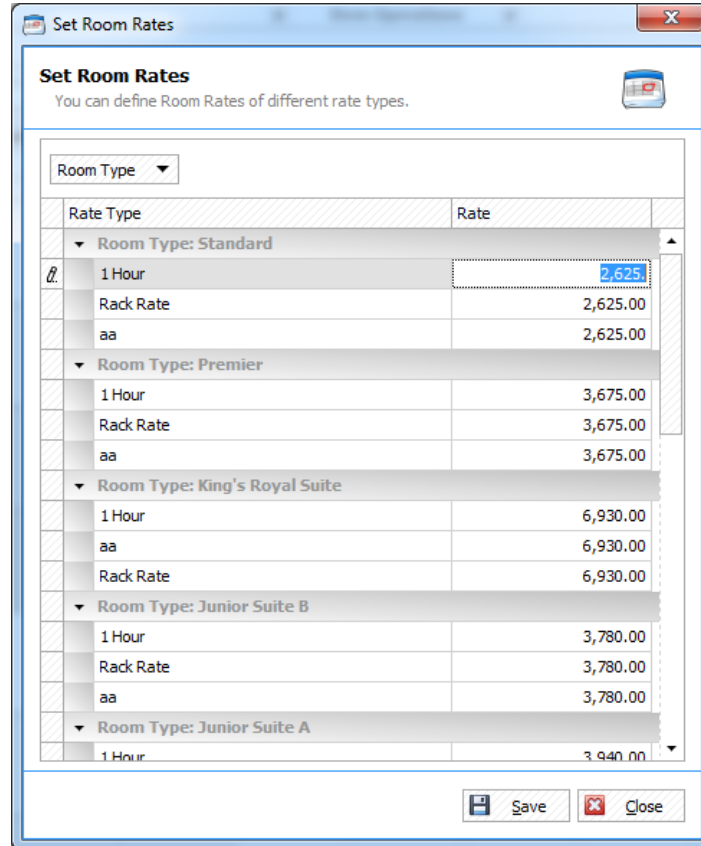 Set Room Rates
Set Room Rates
You can define Room Rates of different rate types.
Room Type
Rate Type Rate
Room Type: Standard
1 Hour 2,625.
Rack Rate 2,625.00
aa 2,625.00
Room Type: Premier
1 Hour 3,675.00
Rack Rate 3,675.00
aa 3,675.00
Room Type: King's Royal Suite
1 Hour 6,930.00
aa 6,930.00
Rack Rate 6,930.00
Room Type: Junior Suite B
1 Hour 3,780.00
Rack Rate 3,780.00
aa 3,780.00
Room Type: Junior Suite A
1 Hour 3,940.00
Save Close